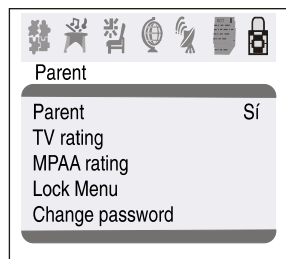 Parent
Parent Sí
TV rating
MPAA rating
Lock Menu
Change password